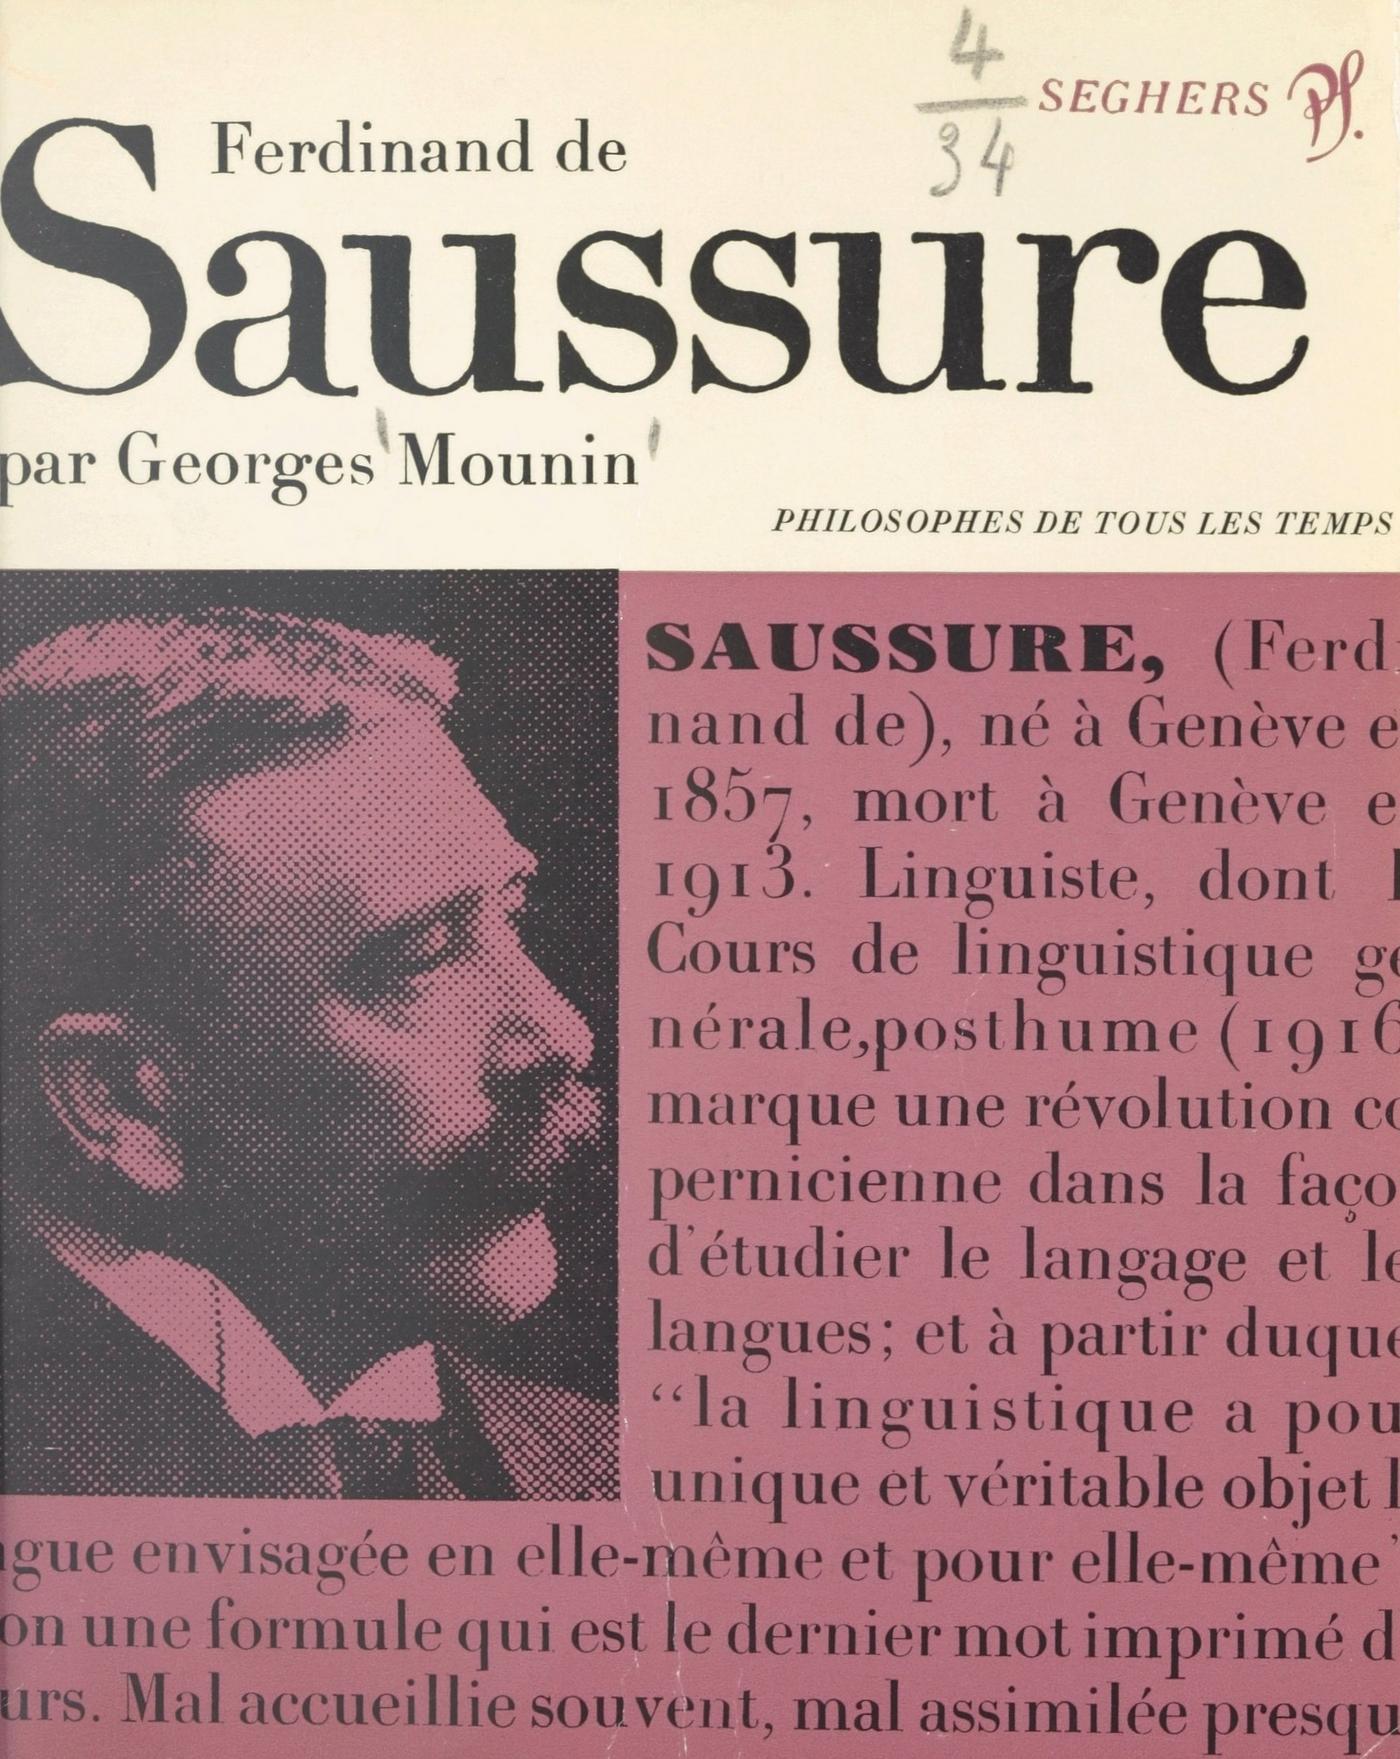 4
34
SEGHERS PS.
Ferdinand de
Saussure
par Georges Mounin
PHILOSOPHES DE TOUS LES TEMPS
SAUSSURE, (Ferdi
nand de), né à Genève e
1857, mort à Genève e
1913. Linguiste, dont l
Cours de linguistique gé
nérale,posthume (1916
marque une révolution co
pernicienne dans la faço
d'étudier le langage et le
langues; et à partir duque
“la linguistique a pou
unique et véritable objet l
gue envisagée en elle-même et pour elle-même”
on une formule qui est le dernier mot imprimé d
urs. Mal accueillie souvent, mal assimilée presqu